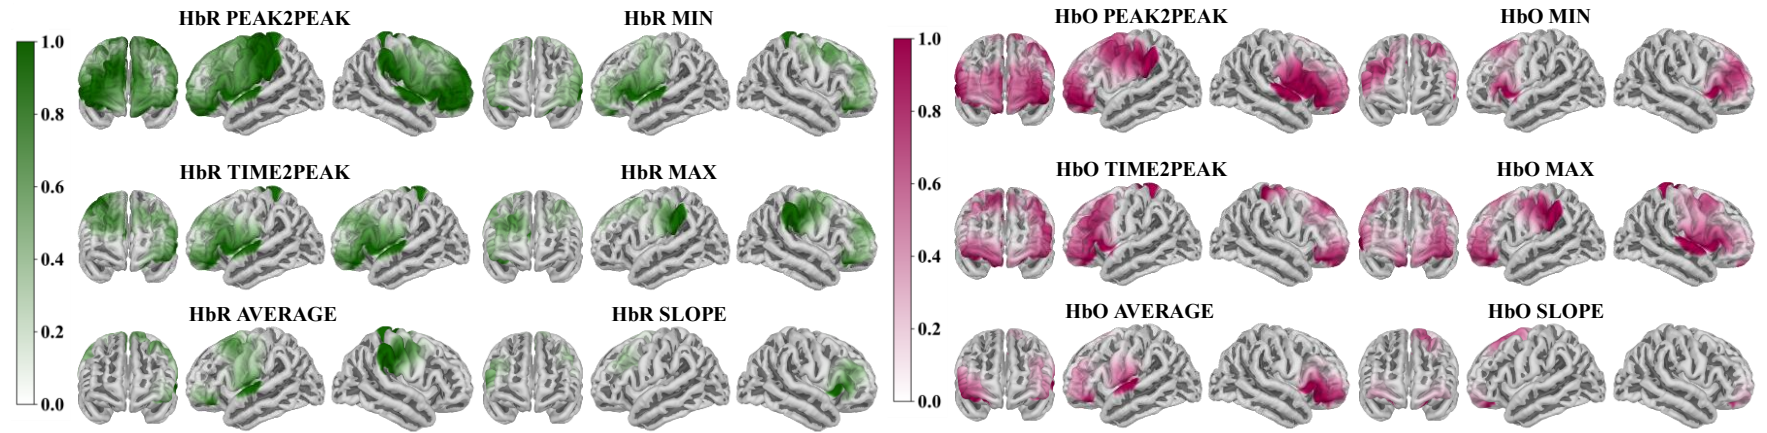 HbR PEAK2PEAK
HbR MIN
HbO PEAK2PEAK
HbO MIN
1.0
0.8
0.6
0.4
0.2
0.0
1.0
0.8
0.6
0.4
0.2
0.0
HbR TIME2PEAK
HbR MAX
HbO TIME2PEAK
HbO MAX
HbR AVERAGE
HbR SLOPE
HbO AVERAGE
HbO SLOPE